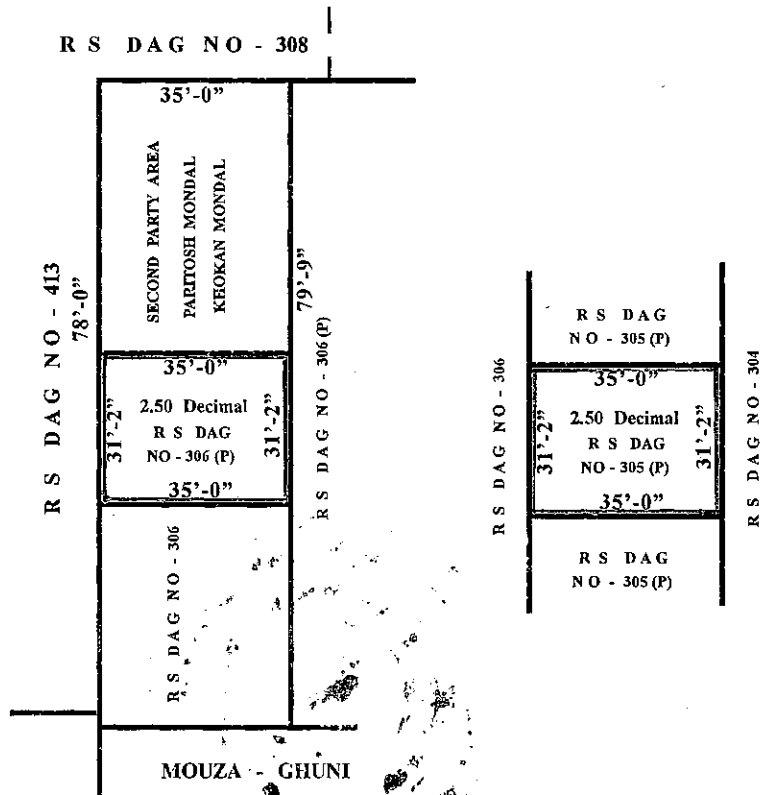 R S DAG NO - 308
35'-0"
SECOND PARTY AREA
PARITOSH MONDAL
KHOKAN MONDAL
R S DAG NO - 413
78'-0"
79'-9"
R S DAG NO - 306 (P)
35'-0"
31'-2"
2.50 Decimal
R S DAG
NO - 306 (P)
31'-2"
35'-0"
R S DAG NO - 306
MOUZA - GHUNI
R S DAG
NO - 305 (P)
R S DAG NO - 306
35'-0"
31'-2"
2.50 Decimal
R S DAG
NO - 305 (P)
31'-2"
35'-0"
R S DAG NO - 304
R S DAG
NO - 305 (P)